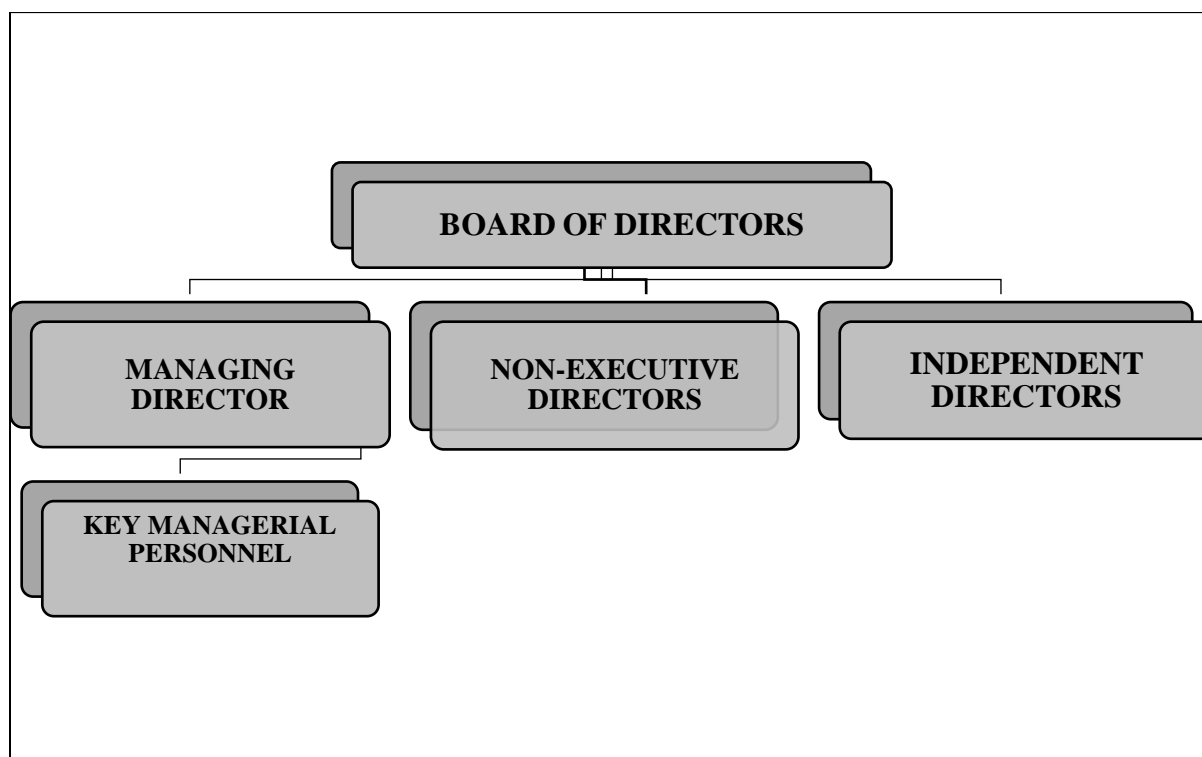 BOARD OF DIRECTORS
MANAGING
DIRECTOR
NON-EXECUTIVE
DIRECTORS
INDEPENDENT
DIRECTORS
KEY MANAGERIAL
PERSONNEL